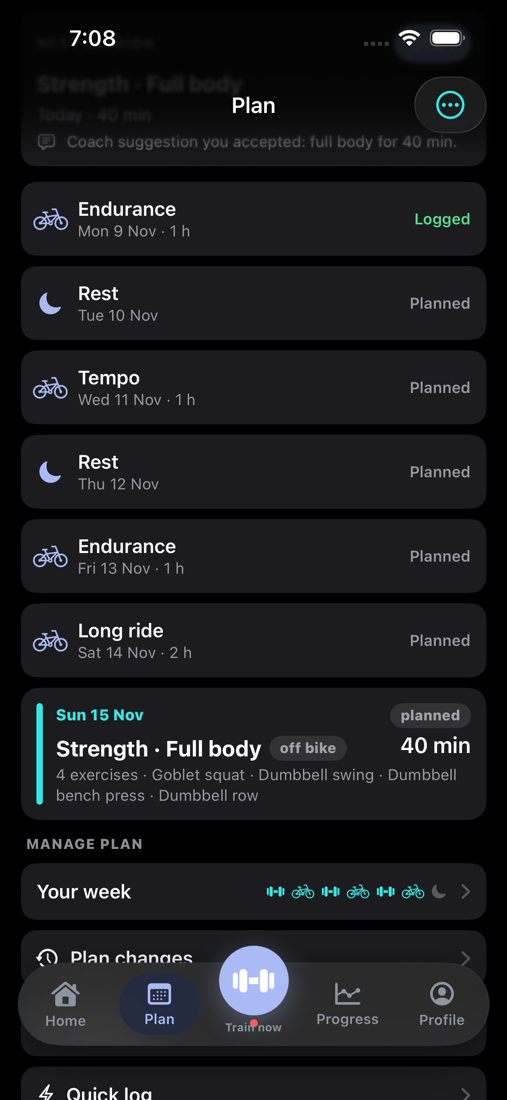 7:08
Strength · Full body
Today · 40 min
Plan
Coach suggestion you accepted: full body for 40 min.
Endurance
Mon 9 Nov · 1 h
Logged
Rest
Tue 10 Nov
Planned
Tempo
Wed 11 Nov · 1 h
Planned
Rest
Thu 12 Nov
Planned
Endurance
Fri 13 Nov · 1 h
Planned
Long ride
Sat 14 Nov · 2 h
Planned
Sun 15 Nov
planned
Strength · Full body
off bike
40 min
4 exercises · Goblet squat · Dumbbell swing · Dumbbell
bench press · Dumbbell row
MANAGE PLAN
Your week
Plan changes
Home
Plan
Train now
Progress
Profile
Quick log